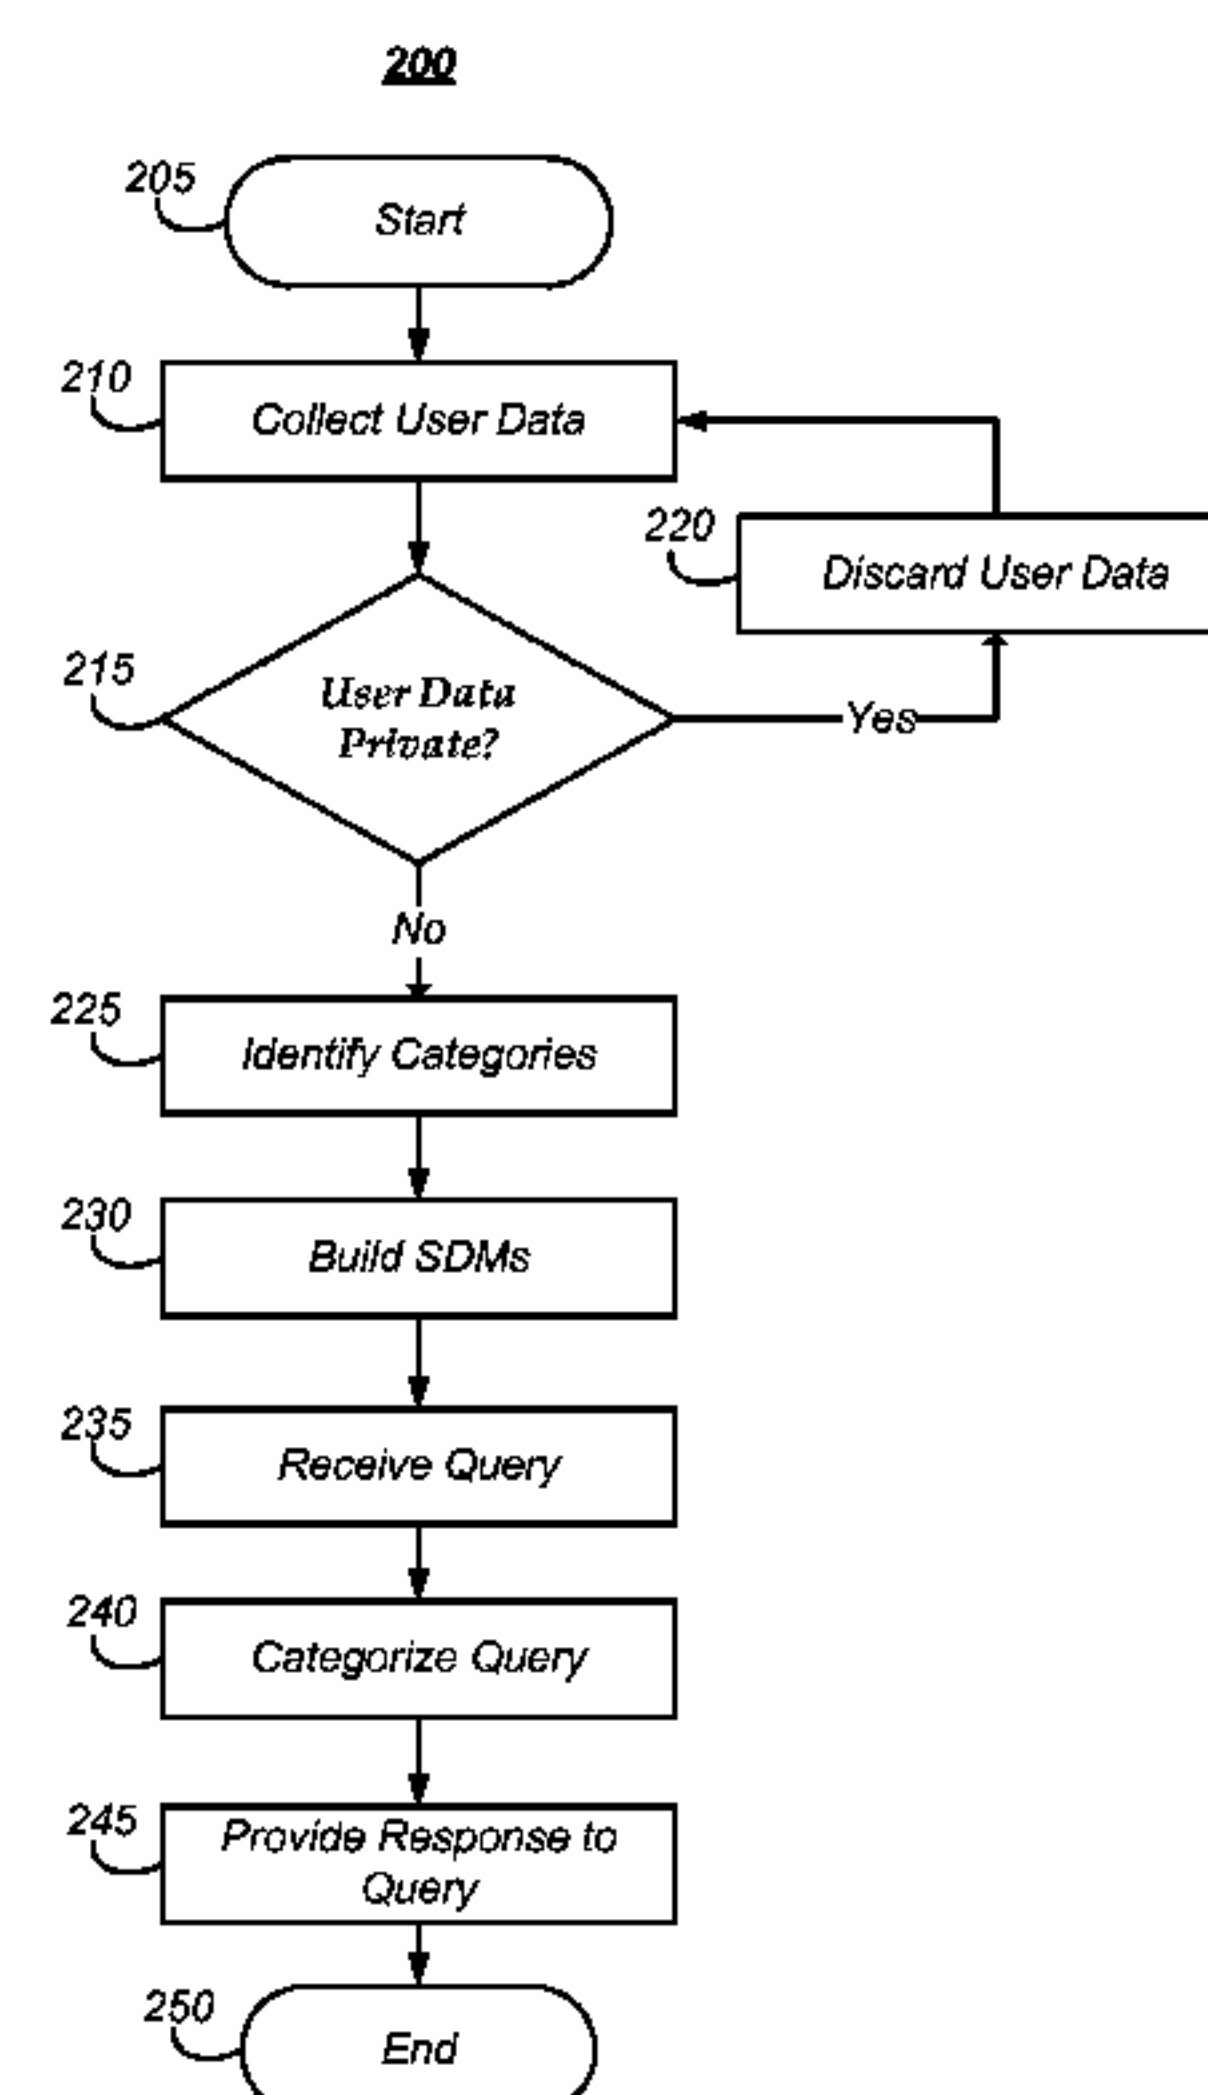 200
205
Start
210
Collect User Data
220
Discard User Data
215
User Data
Private?
Yes
No
225
Identify Categories
230
Build SDMs
235
Receive Query
240
Categorize Query
245
Provide Response to
Query
250
End